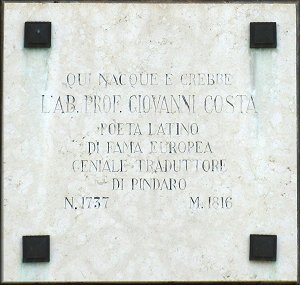 QUI NACQUE E CREBBE
L'AB. PROF. GIOVANNI COSTA
POETA LATINO
DI FAMA EUROPEA
GENIALE TRADUTTORE
DI PINDARO
N. 1737 M. 1816